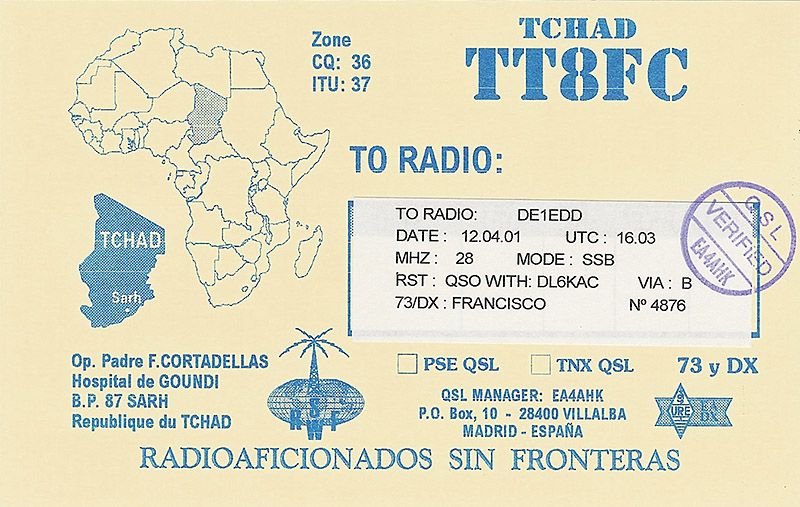 Zone
CQ: 36
ITU: 37
TCHAD
TT8FC
TO RADIO:
TO RADIO: DE1EDD
DATE : 12.04.01 UTC : 16.03
MHZ : 28 MODE : SSB
RST : QSO WITH: DL6KAC VIA : B
73/DX : FRANCISCO Nº 4876
QSL
VERIFIED
EA4AHK
TCHAD
Sarh
Op. Padre F.CORTADELLAS
Hospital de GOUNDI
B.P. 87 SARH
Republique du TCHAD
PSE QSL TNX QSL 73 y DX
QSL MANAGER: EA4AHK
P.O. Box, 10 - 28400 VILLALBA
MADRID - ESPAÑA
URE
RADIOAFICIONADOS SIN FRONTERAS